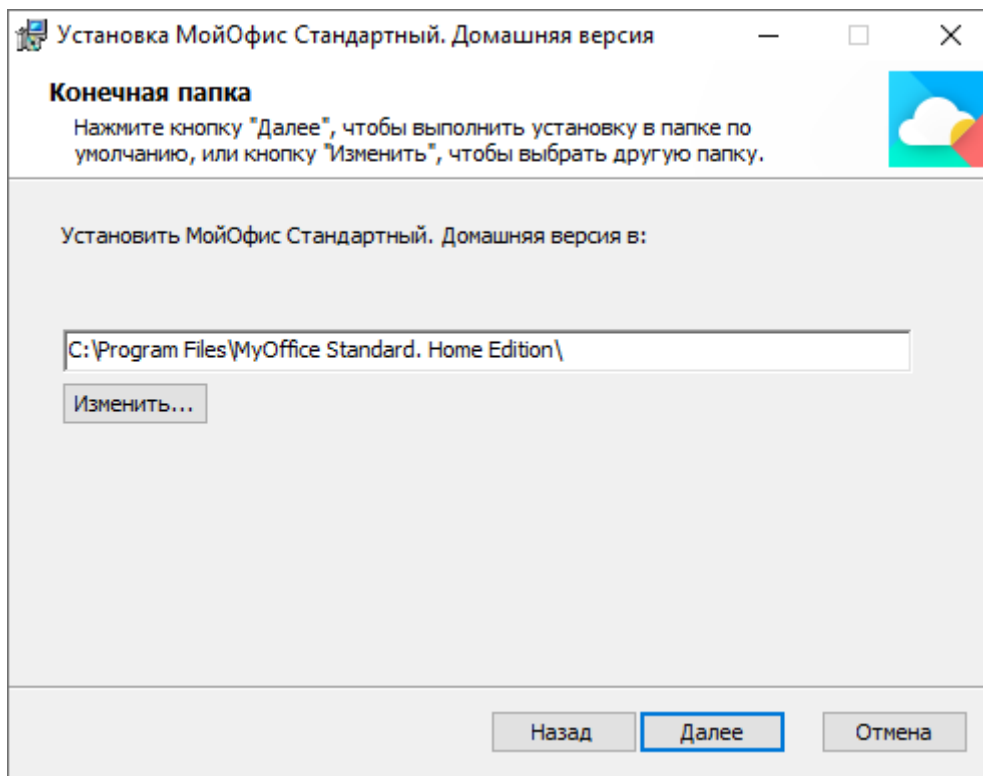 Установка МойОфис Стандартный. Домашняя версия
Конечная папка
Нажмите кнопку "Далее", чтобы выполнить установку в папке по
умолчанию, или кнопку "Изменить", чтобы выбрать другую папку.
Установить МойОфис Стандартный. Домашняя версия в:
C:\Program Files\MyOffice Standard. Home Edition\
Изменить...
Назад
Далее
Отмена